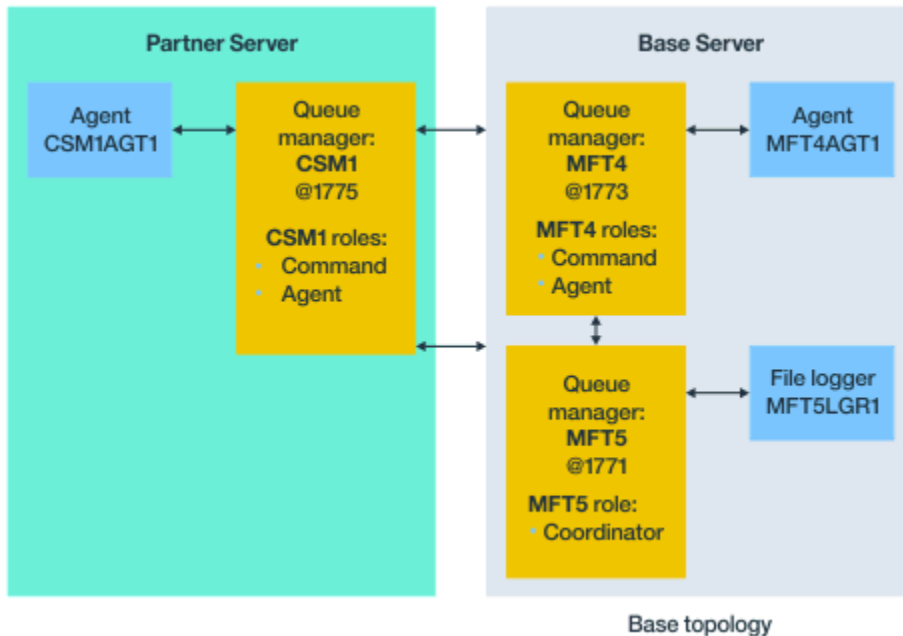 Partner Server
Agent
CSM1AGT1
Queue
manager:
CSM1
@1775
CSM1 roles:
Command
Agent
Base Server
Queue
manager:
MFT4
@1773
MFT4 roles:
Command
Agent
Agent
MFT4AGT1
Queue
manager:
MFT5
@1771
MFT5 role:
Coordinator
File logger
MFT5LGR1
Base topology